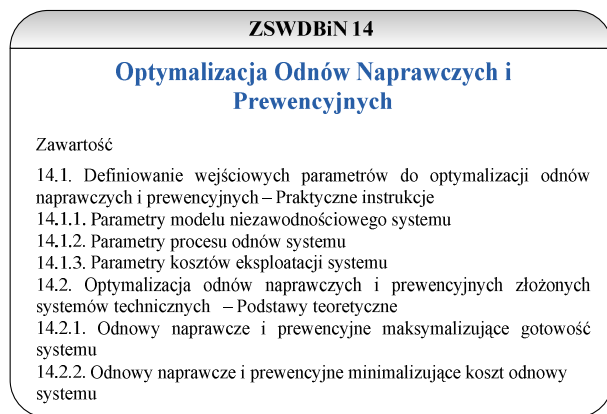 ZSWDBiN 14
Optymalizacja Odnów Naprawczych i
Prewencyjnych
Zawartość
14.1. Definiowanie wejściowych parametrów do optymalizacji odnów
naprawczych i prewencyjnych – Praktyczne instrukcje
14.1.1. Parametry modelu niezawodnościowego systemu
14.1.2. Parametry procesu odnów systemu
14.1.3. Parametry kosztów eksploatacji systemu
14.2. Optymalizacja odnów naprawczych i prewencyjnych złożonych
systemów technicznych – Podstawy teoretyczne
14.2.1. Odnowy naprawcze i prewencyjne maksymalizujące gotowość
systemu
14.2.2. Odnowy naprawcze i prewencyjne minimalizujące koszt odnowy
systemu